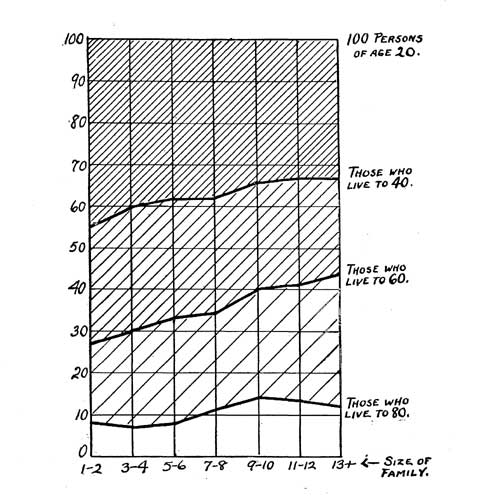 100
100 PERSONS
OF AGE 20.
90
80
70
THOSE WHO
LIVE TO 40.
60
50
THOSE WHO
LIVE TO 60.
40
30
20
THOSE WHO
LIVE TO 80.
10
0
1-2 3-4 5-6 7-8 9-10 11-12 13+ ← SIZE OF
FAMILY.